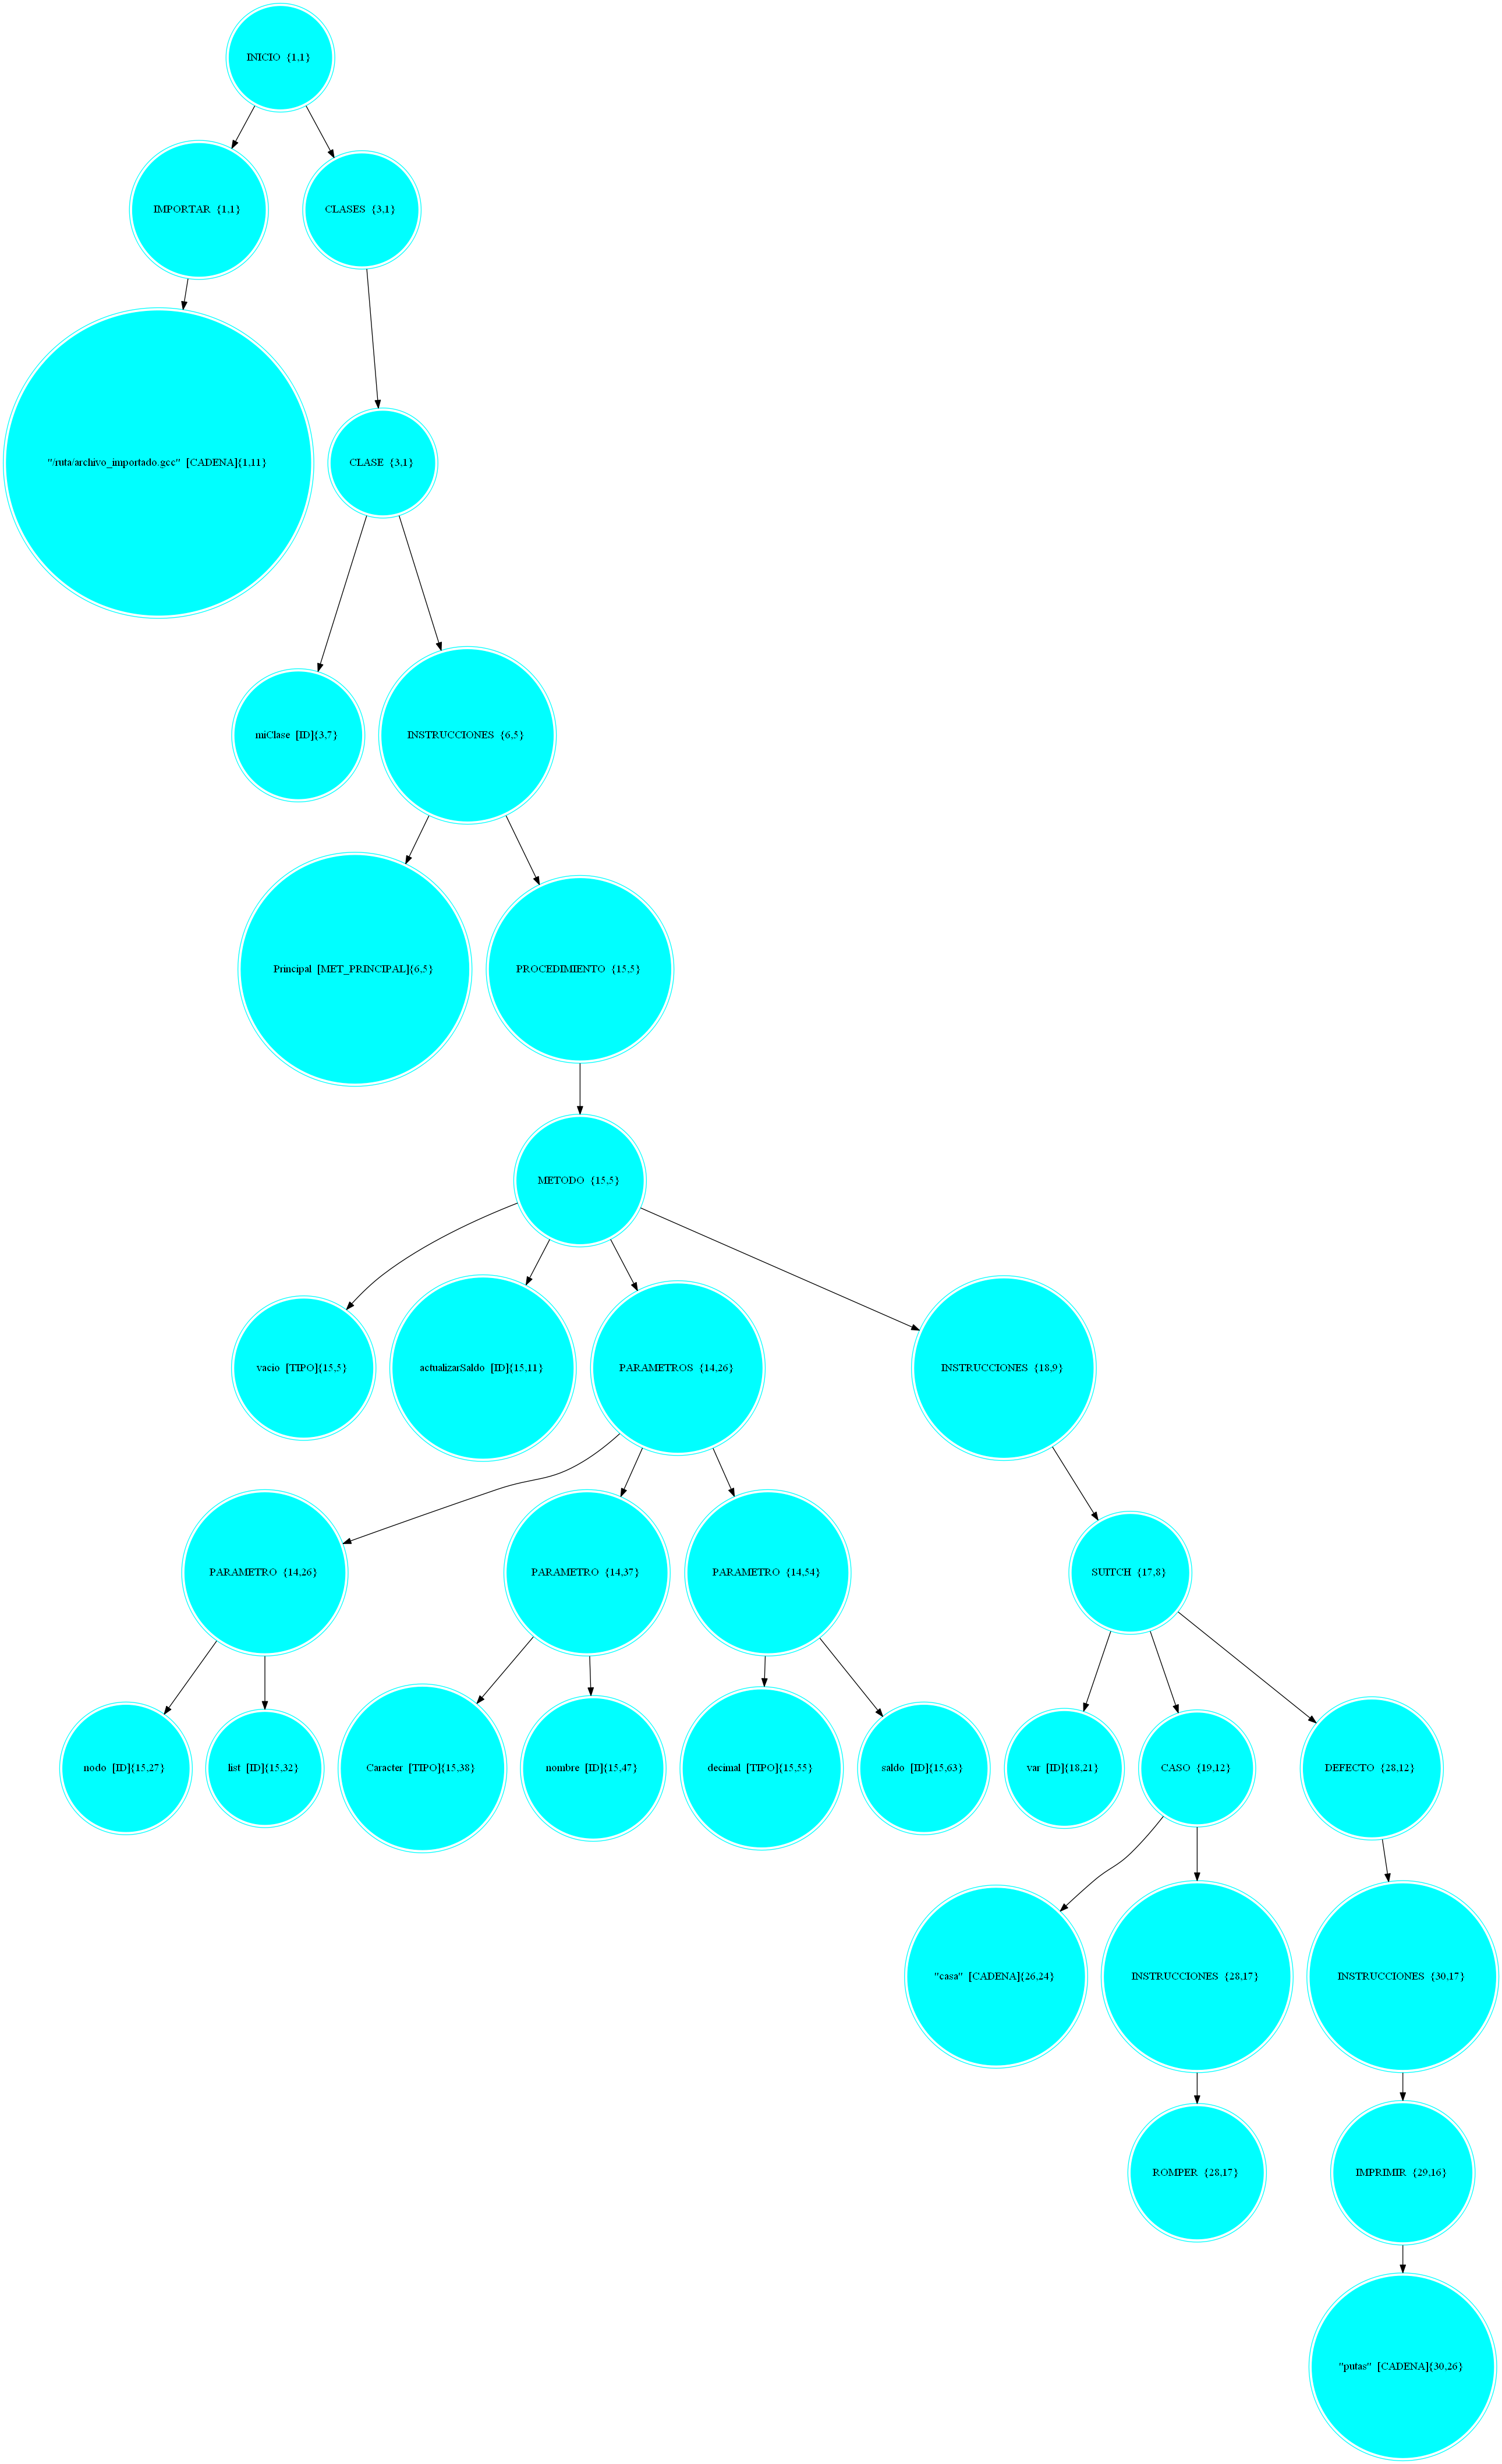 INICIO {1,1}
IMPORTAR {1,1}
CLASES {3,1}
"/ruta/archivo_importado.gcc" [CADENA]{1,11}
CLASE {3,1}
miClase [ID]{3,7}
INSTRUCCIONES {6,5}
Principal [MET_PRINCIPAL]{6,5}
PROCEDIMIENTO {15,5}
METODO {15,5}
vacio [TIPO]{15,5}
actualizarSaldo [ID]{15,11}
PARAMETROS {14,26}
INSTRUCCIONES {18,9}
PARAMETRO {14,26}
PARAMETRO {14,37}
PARAMETRO {14,54}
SUITCH {17,8}
nodo [ID]{15,27}
list [ID]{15,32}
Caracter [TIPO]{15,38}
nombre [ID]{15,47}
decimal [TIPO]{15,55}
saldo [ID]{15,63}
var [ID]{18,21}
CASO {19,12}
DEFECTO {28,12}
"casa" [CADENA]{26,24}
INSTRUCCIONES {28,17}
INSTRUCCIONES {30,17}
ROMPER {28,17}
IMPRIMIR {29,16}
"putas" [CADENA]{30,26}